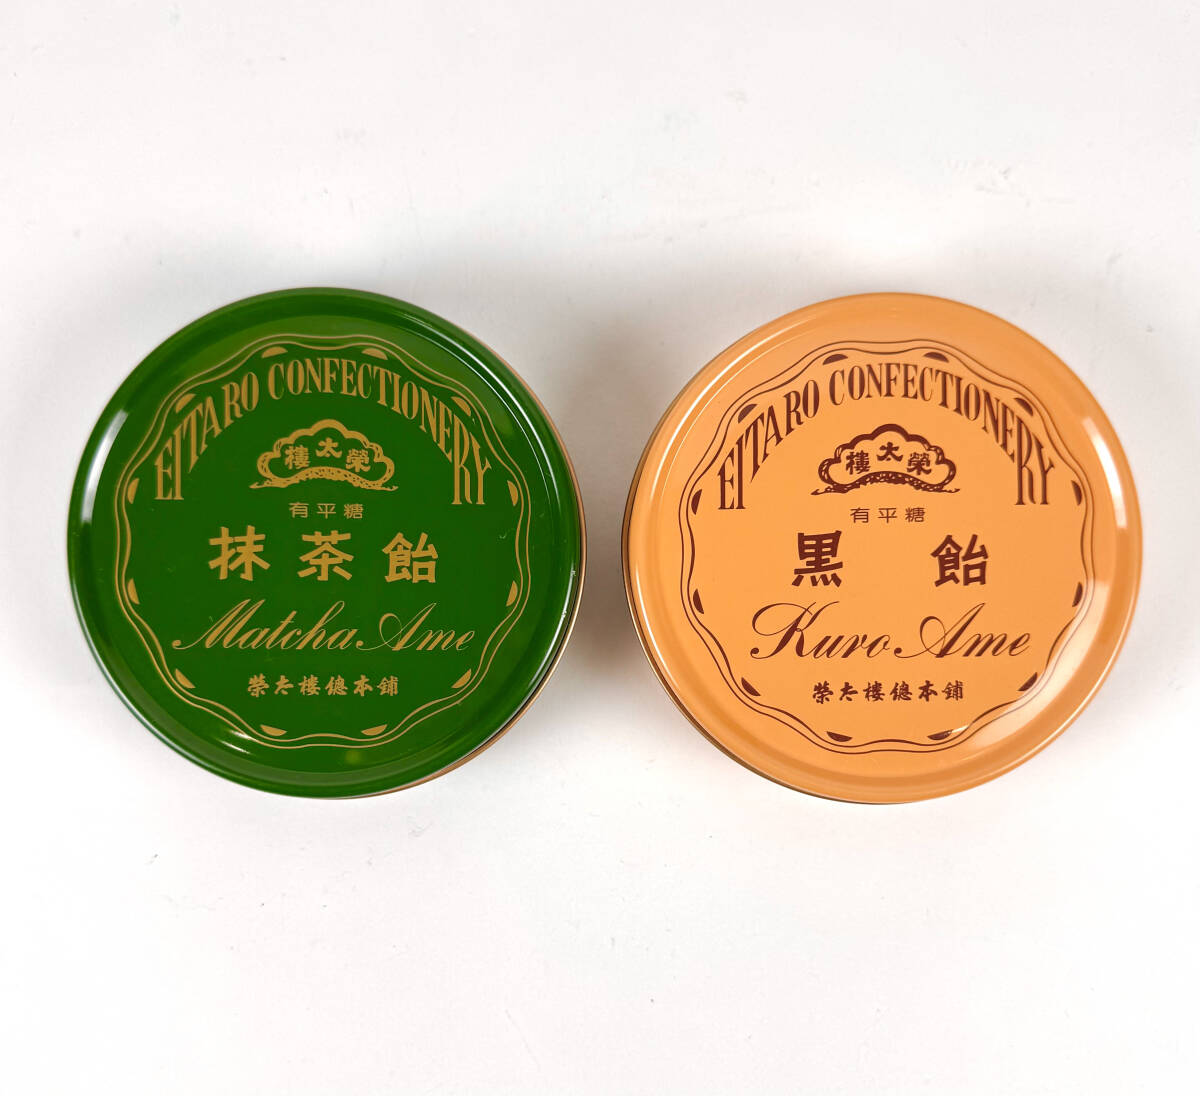 EITARO CONFECTIONERY
樓太榮
有平糖
抹茶飴
Matcha Ame
榮太樓總本鋪
EITARO CONFECTIONERY
樓太榮
有平糖
黒飴
Kuro Ame
榮太樓總本鋪